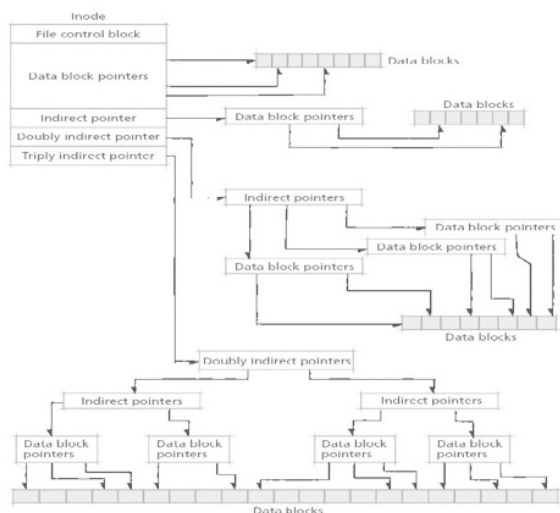 Inode
File control block
Data block pointers
Data blocks
Data blocks
Indirect pointer
Data block pointers
Doubly indirect pointer
Triply indirect pointer
Indirect pointers
Data block pointers
Data block pointers
Data block pointers
Data blocks
Doubly indirect pointers
Indirect pointers
Indirect pointers
Data block
pointers
Data block
pointers
Data block
pointers
Data block
pointers
Data blocks